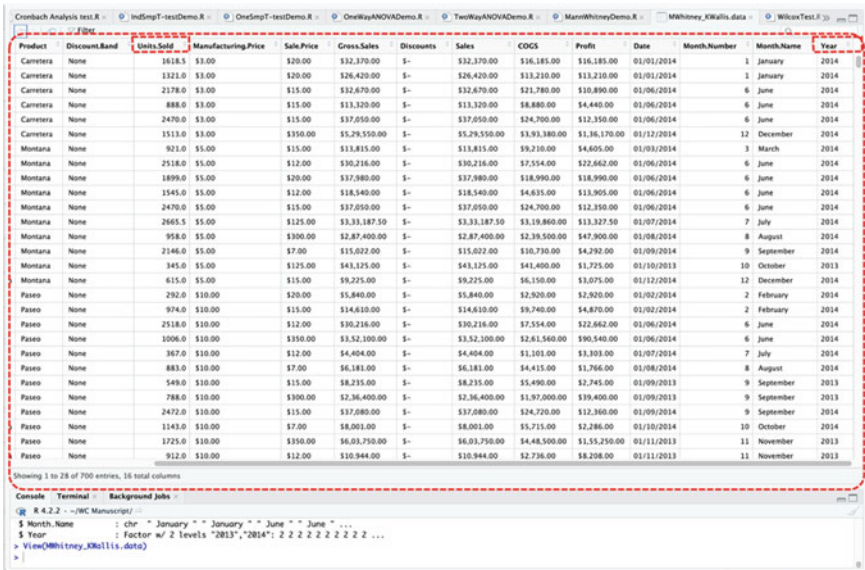 Cronbach Analysis test.R IndSmpT-testDemo.R OneSmpT-testDemo.R OneWayANOVADemo.R TwoWayANOVADemo.R MannWhitneyDemo.R MWhitney_KWallis.data WilcoxTest.R
Filter
Product Discount.Band Units.Sold Manufacturing.Price Sale.Price Gross.Sales Discounts Sales COGS Profit Date Month.Number Month.Name Year
Carretera None 1618.5 $3.00 $20.00 $32,370.00 $- $32,370.00 $16,185.00 $16,185.00 01/01/2014 1 January 2014
Carretera None 1321.0 $3.00 $20.00 $26,420.00 $- $26,420.00 $13,210.00 $13,210.00 01/01/2014 1 January 2014
Carretera None 2178.0 $3.00 $15.00 $32,670.00 $- $32,670.00 $21,780.00 $10,890.00 01/06/2014 6 June 2014
Carretera None 888.0 $3.00 $15.00 $13,320.00 $- $13,320.00 $8,880.00 $4,440.00 01/06/2014 6 June 2014
Carretera None 2470.0 $3.00 $15.00 $37,050.00 $- $37,050.00 $24,700.00 $12,350.00 01/06/2014 6 June 2014
Carretera None 1513.0 $3.00 $350.00 $5,29,550.00 $- $5,29,550.00 $3,93,380.00 $1,36,170.00 01/12/2014 12 December 2014
Montana None 921.0 $5.00 $15.00 $13,815.00 $- $13,815.00 $9,210.00 $4,605.00 01/03/2014 3 March 2014
Montana None 2518.0 $5.00 $12.00 $30,216.00 $- $30,216.00 $7,554.00 $22,662.00 01/06/2014 6 June 2014
Montana None 1899.0 $5.00 $20.00 $37,980.00 $- $37,980.00 $18,990.00 $18,990.00 01/06/2014 6 June 2014
Montana None 1545.0 $5.00 $12.00 $18,540.00 $- $18,540.00 $4,635.00 $13,905.00 01/06/2014 6 June 2014
Montana None 2470.0 $5.00 $15.00 $37,050.00 $- $37,050.00 $24,700.00 $12,350.00 01/06/2014 6 June 2014
Montana None 2665.5 $5.00 $125.00 $3,33,187.50 $- $3,33,187.50 $3,19,860.00 $13,327.50 01/07/2014 7 July 2014
Montana None 958.0 $5.00 $300.00 $2,87,400.00 $- $2,87,400.00 $2,39,500.00 $47,900.00 01/08/2014 8 August 2014
Montana None 2146.0 $5.00 $7.00 $15,022.00 $- $15,022.00 $10,730.00 $4,292.00 01/09/2014 9 September 2014
Montana None 345.0 $5.00 $125.00 $43,125.00 $- $43,125.00 $41,400.00 $1,725.00 01/10/2013 10 October 2013
Montana None 615.0 $5.00 $15.00 $9,225.00 $- $9,225.00 $6,150.00 $3,075.00 01/12/2014 12 December 2014
Paseo None 292.0 $10.00 $20.00 $5,840.00 $- $5,840.00 $2,920.00 $2,920.00 01/02/2014 2 February 2014
Paseo None 974.0 $10.00 $15.00 $14,610.00 $- $14,610.00 $9,740.00 $4,870.00 01/02/2014 2 February 2014
Paseo None 2518.0 $10.00 $12.00 $30,216.00 $- $30,216.00 $7,554.00 $22,662.00 01/06/2014 6 June 2014
Paseo None 1006.0 $10.00 $350.00 $3,52,100.00 $- $3,52,100.00 $2,61,560.00 $90,540.00 01/06/2014 6 June 2014
Paseo None 367.0 $10.00 $12.00 $4,404.00 $- $4,404.00 $1,101.00 $3,303.00 01/07/2014 7 July 2014
Paseo None 883.0 $10.00 $7.00 $6,181.00 $- $6,181.00 $4,415.00 $1,766.00 01/08/2014 8 August 2014
Paseo None 549.0 $10.00 $15.00 $8,235.00 $- $8,235.00 $5,490.00 $2,745.00 01/09/2013 9 September 2013
Paseo None 788.0 $10.00 $300.00 $2,36,400.00 $- $2,36,400.00 $1,97,000.00 $39,400.00 01/09/2013 9 September 2013
Paseo None 2472.0 $10.00 $15.00 $37,080.00 $- $37,080.00 $24,720.00 $12,360.00 01/09/2014 9 September 2014
Paseo None 1143.0 $10.00 $7.00 $8,001.00 $- $8,001.00 $5,715.00 $2,286.00 01/10/2014 10 October 2014
Paseo None 1725.0 $10.00 $350.00 $6,03,750.00 $- $6,03,750.00 $4,48,500.00 $1,55,250.00 01/11/2013 11 November 2013
Paseo None 912.0 $10.00 $12.00 $10,944.00 $- $10,944.00 $2,736.00 $8,208.00 01/11/2013 11 November 2013
Showing 1 to 28 of 700 entries, 16 total columns
Console Terminal Background Jobs
R 4.2.2 · ~/WC Manuscript/
$ Month.Name : chr " January " " January " " June " " June " ...
$ Year : Factor w/ 2 levels "2013","2014": 2 2 2 2 2 2 2 2 2 2 ...
> View(MWhitney_KWallis.data)
>